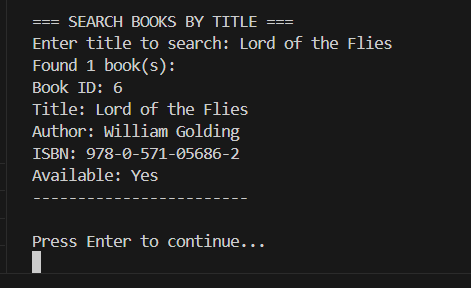 === SEARCH BOOKS BY TITLE ===
Enter title to search: Lord of the Flies
Found 1 book(s):
Book ID: 6
Title: Lord of the Flies
Author: William Golding
ISBN: 978-0-571-05686-2
Available: Yes
------------------------
Press Enter to continue...